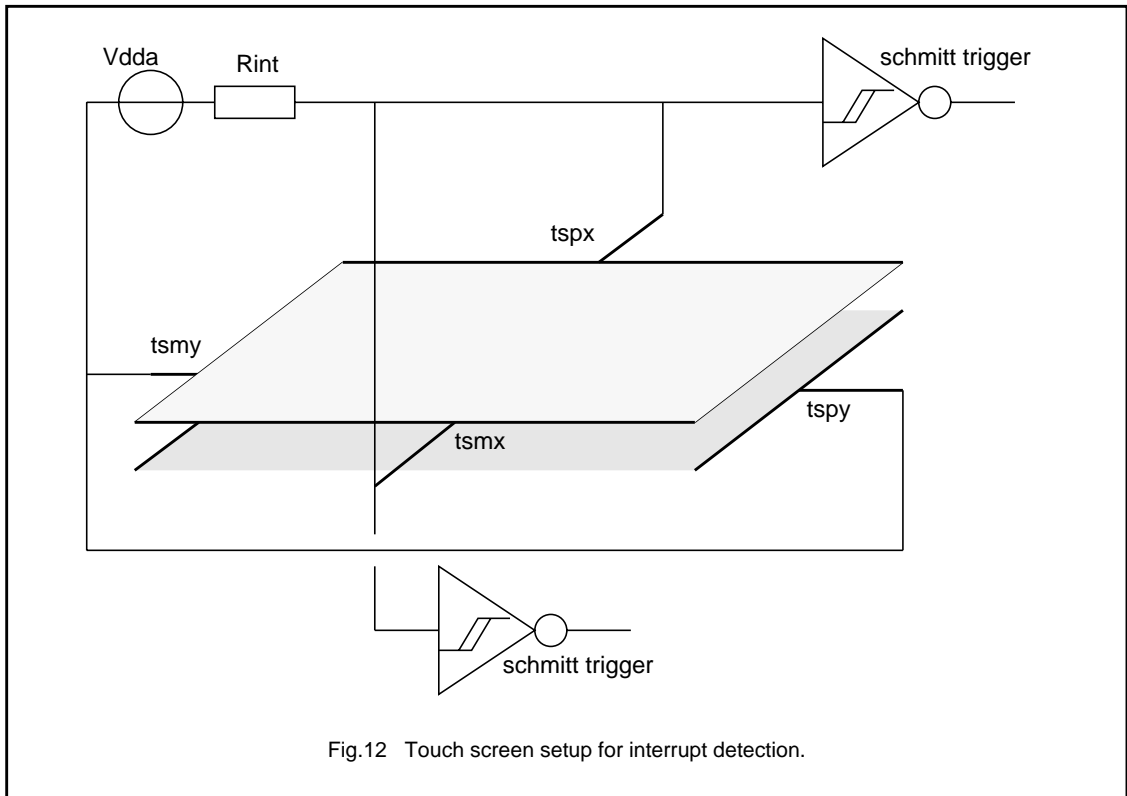 Vdda
Rint
schmitt trigger
tspx
tsmy
tspy
tsmx
schmitt trigger
Fig.12 Touch screen setup for interrupt detection.